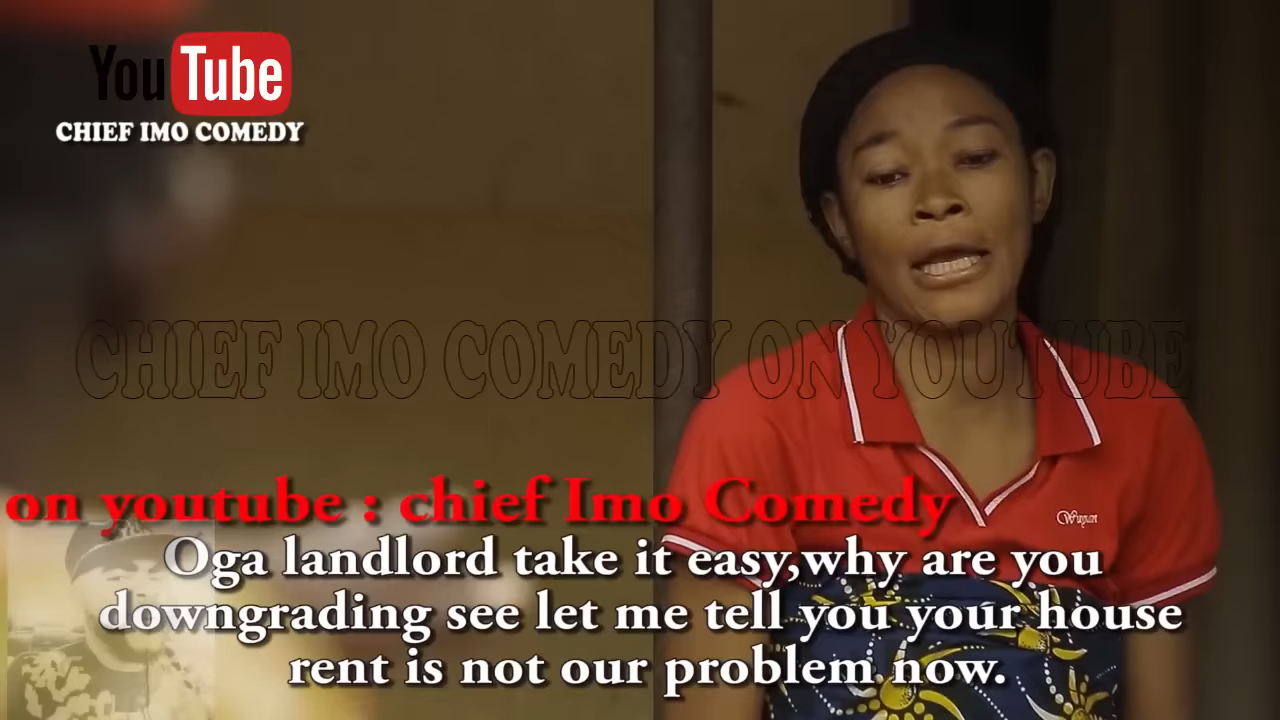 YouTube
CHIEF IMO COMEDY
CHIEF IMO COMEDY ON YOUTUBE
on youtube : chief Imo Comedy
Wuyuan
Oga landlord take it easy,why are you
downgrading see let me tell you your house
rent is not our problem now.